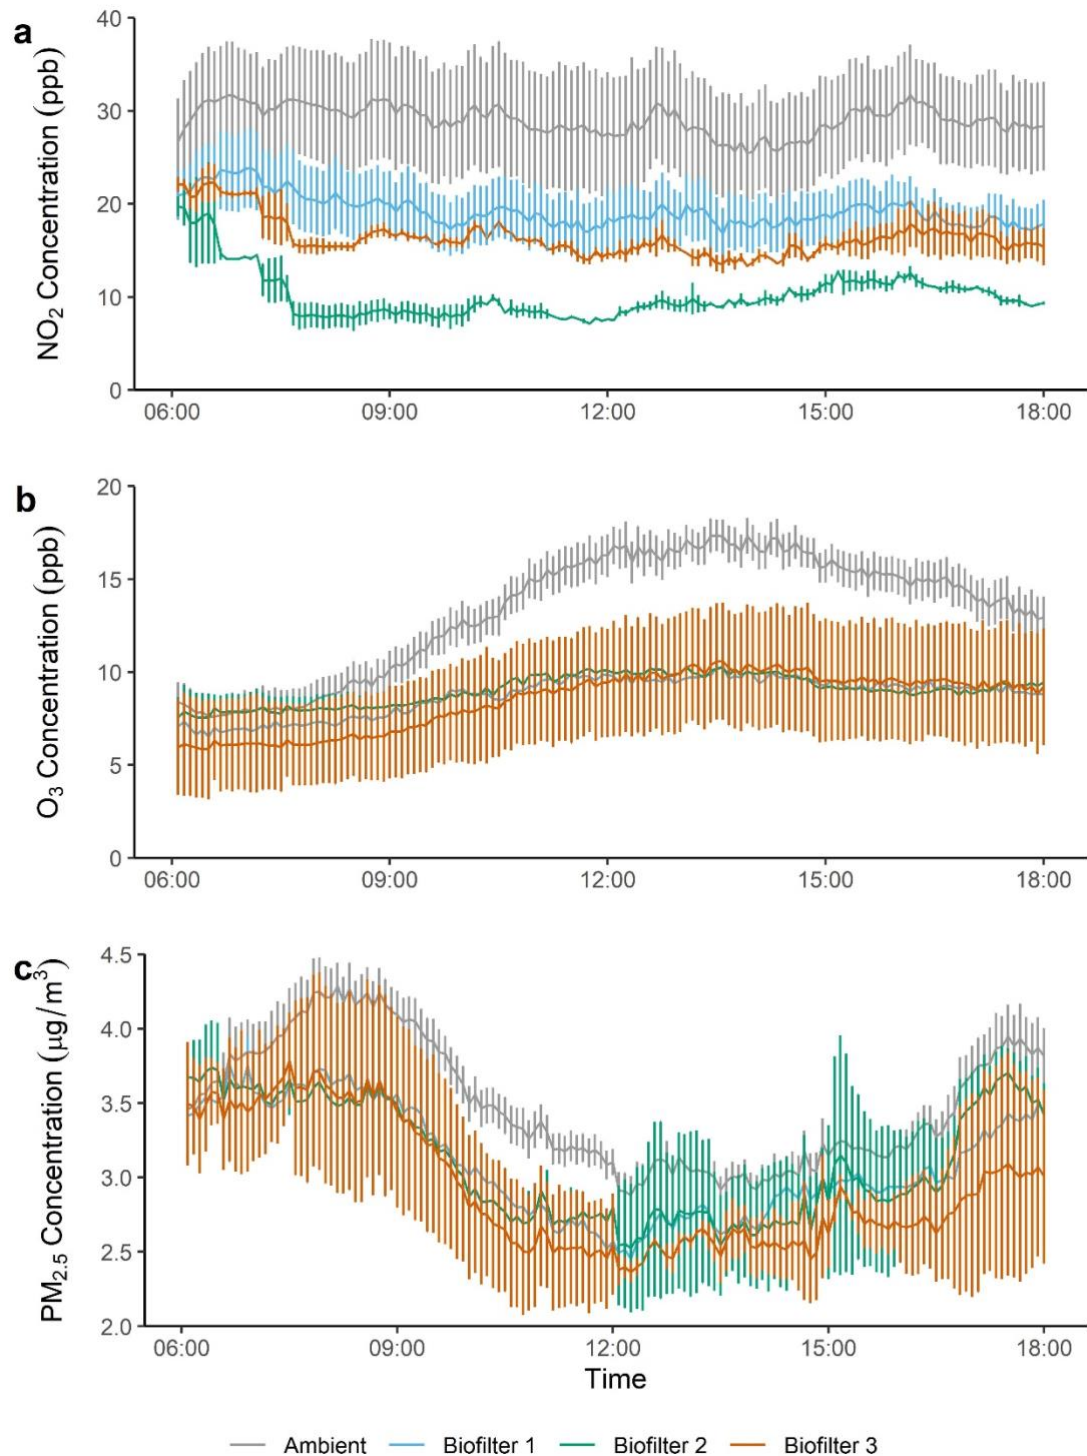 a
NO₂ Concentration (ppb)
40
30
20
10
0
06:00 09:00 12:00 15:00 18:00
b
O₃ Concentration (ppb)
20
15
10
5
0
06:00 09:00 12:00 15:00 18:00
c
PM₂.₅ Concentration (μg/m³)
4.5
4.0
3.5
3.0
2.5
2.0
06:00 09:00 12:00 15:00 18:00
Time
Ambient Biofilter 1 Biofilter 2 Biofilter 3